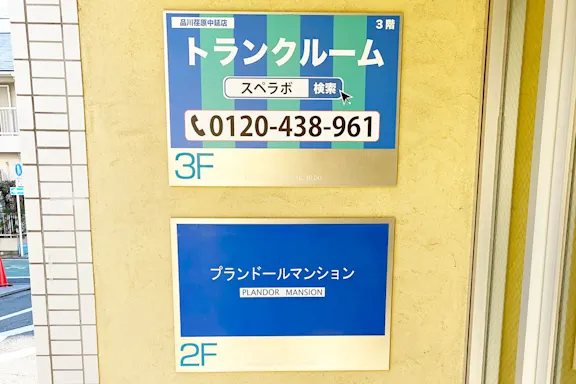 品川荏原中延店
3階
トランクルーム
スペラボ 検索
0120-438-961
3F
プランドールマンション
PLANDOR MANSION
2F